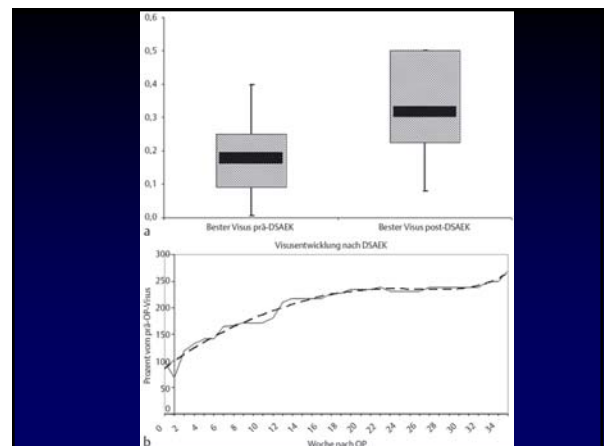 0,6
0,5
0,4
0,3
0,2
0,1
0,0
Bester Visus prä-DSAEK
Bester Visus post-DSAEK
a
Visusentwicklung nach DSAEK
300
250
200
150
100
50
0
Prozent vom prä-OP-Visus
0 2 4 6 8 10 12 14 16 18 20 22 24 26 28 30 32 34
b
Woche nach OP